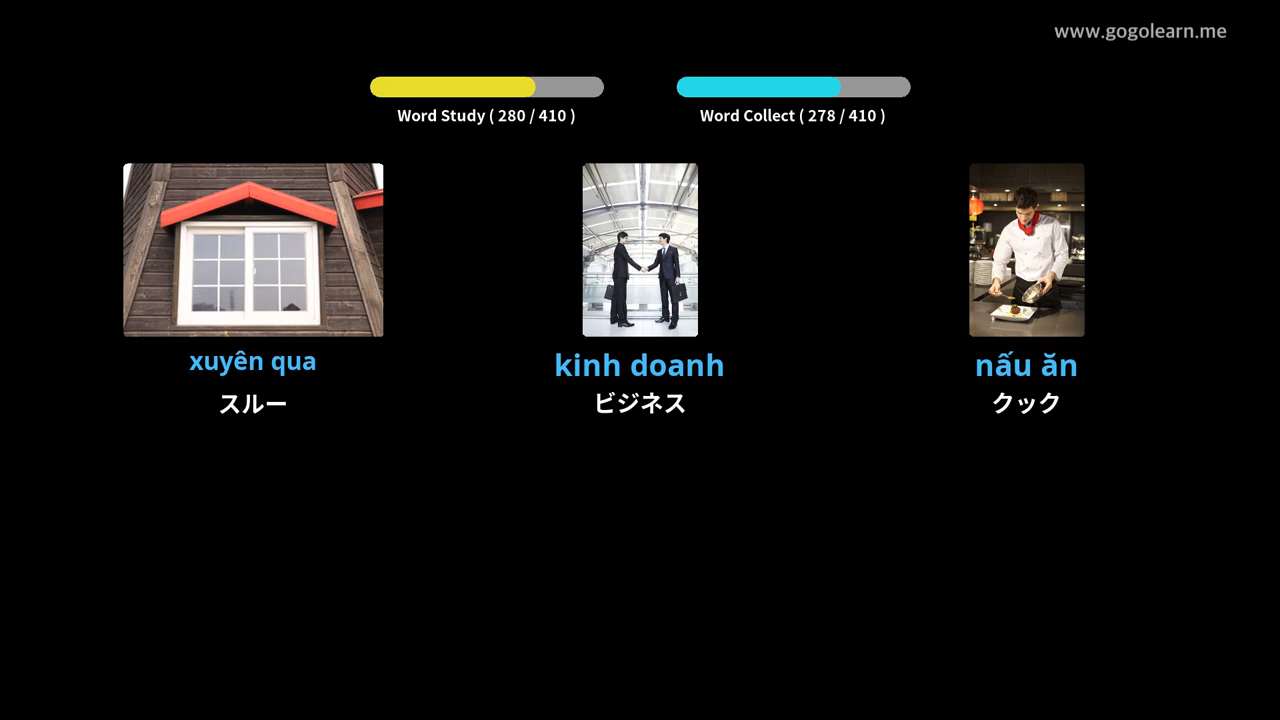 www.gogolearn.me
Word Study ( 280 / 410 )
Word Collect ( 278 / 410 )
xuyên qua
スルー
kinh doanh
ビジネス
nấu ăn
クック